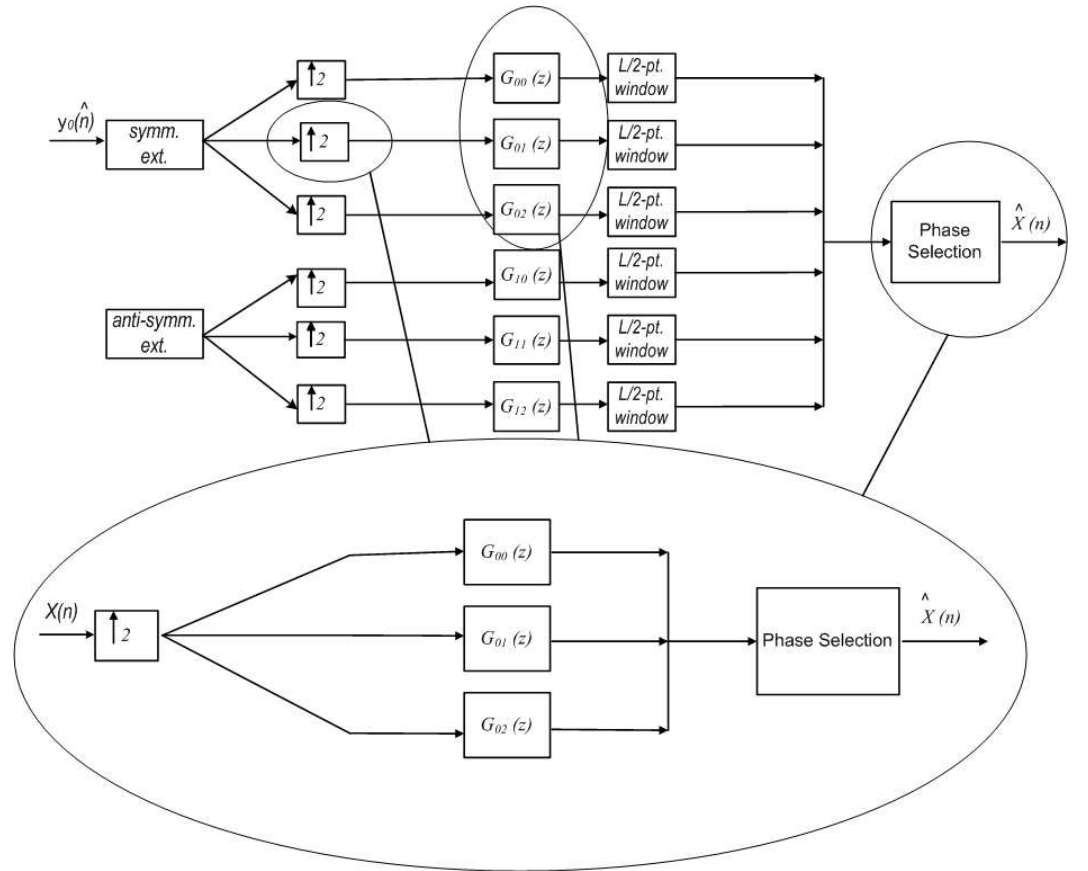 ↑2
G00 (z)
L/2-pt.
window
y0(n̂)
symm.
ext.
↑2
G01 (z)
L/2-pt.
window
↑2
G02 (z)
L/2-pt.
window
Phase
Selection
X̂ (n)
anti-symm.
ext.
↑2
G10 (z)
L/2-pt.
window
↑2
G11 (z)
L/2-pt.
window
↑2
G12 (z)
L/2-pt.
window
X(n)
↑2
G00 (z)
G01 (z)
G02 (z)
Phase Selection
X̂ (n)